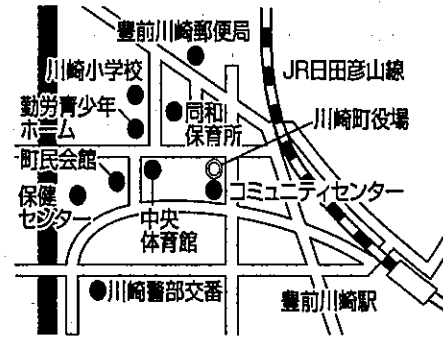 豊前川崎郵便局
川崎小学校
JR日田彦山線
勤労青少年
ホーム
同和
保育所
川崎町役場
町民会館
保健
センター
コミュニティセンター
中央
体育館
川崎警部交番
豊前川崎駅